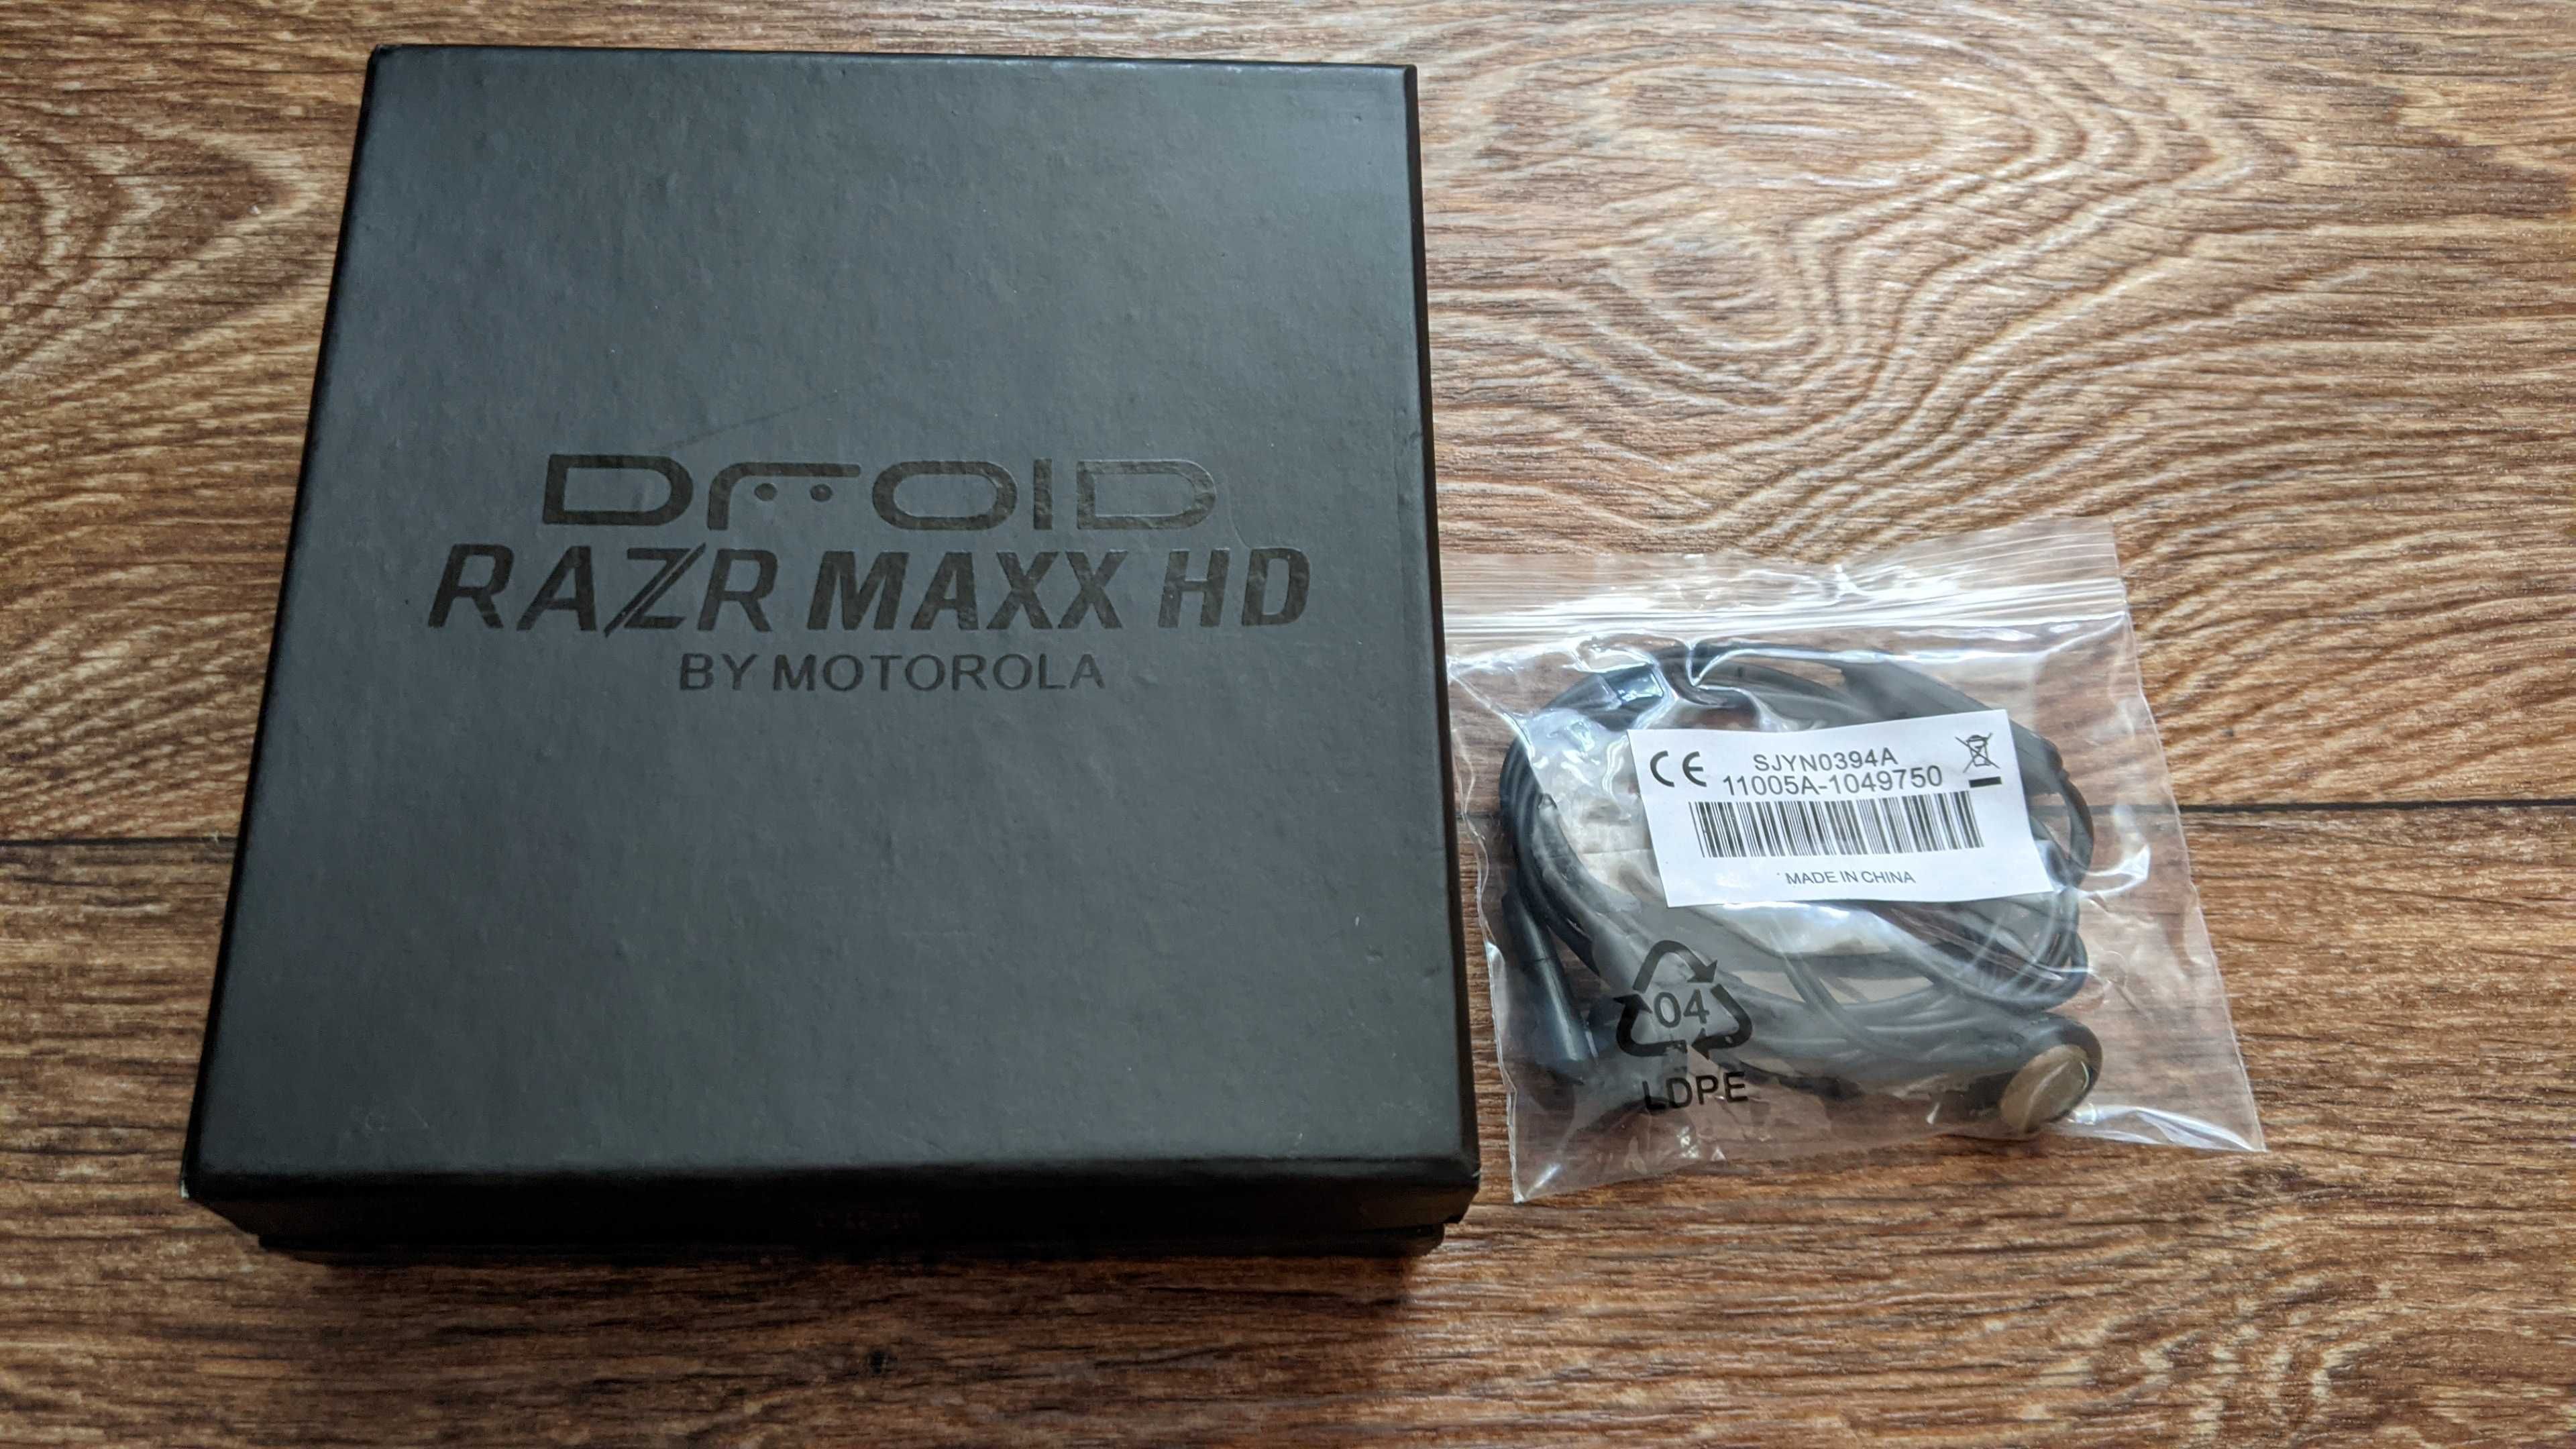 DROID
RAZR MAXX HD
BY MOTOROLA
CE SJYN0394A
11005A-1049750
MADE IN CHINA
04
LDPE